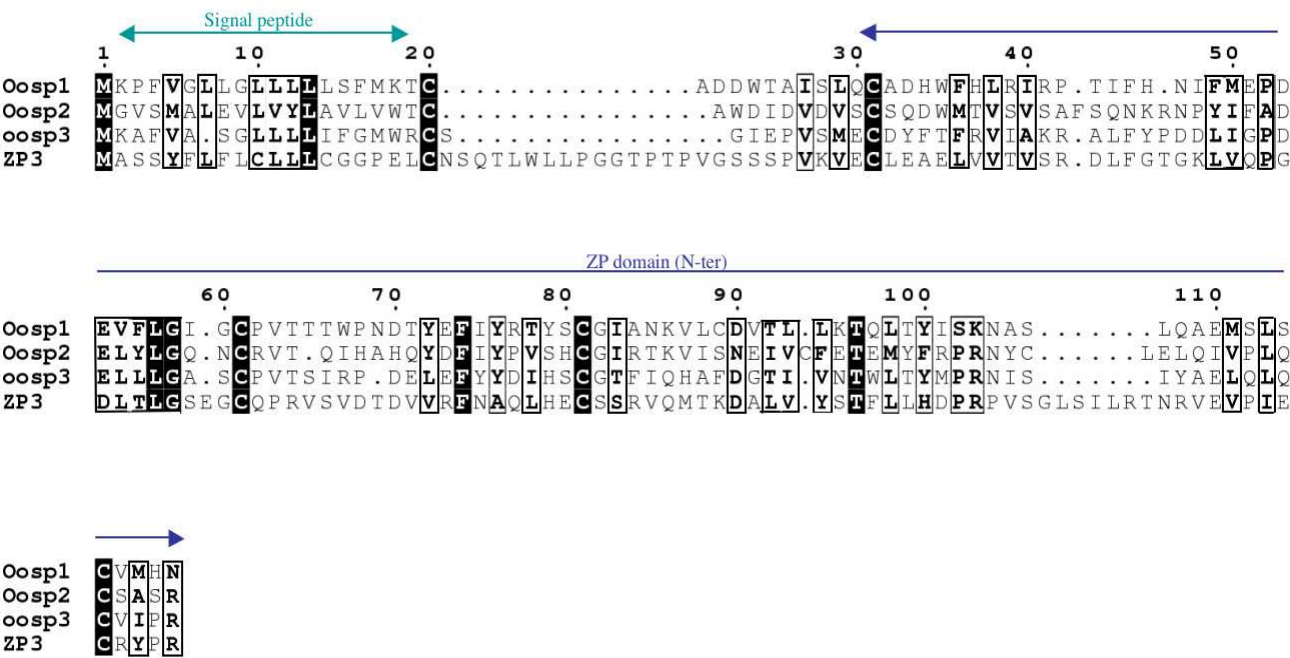 Signal peptide
1 10 20 30 40 50
Oosp1 MKPFVGLLGLLLLLSFMKTC...............ADDWTAISLQCADHWFHLRIRP.TIFH.NIFMEPD
Oosp2 MGVSMALEVLVYLAVLVWTC................AWDIDVDVSCSQDWMTVSVSAFSQNKRNPYIFAD
oosp3 MKAFVA.SGLLLLIFGMWRCS................GIEPVSMECDYFTFRVIAKR.ALFYPDDLIGPD
ZP3 MASSYFLFLCLLLCGGPELCNSQTLWLLPGGTPTPVGSSSPVKVECLEAELVVTVSR.DLFGTGKLVQPG
ZP domain (N-ter)
60 70 80 90 100 110
Oosp1 EVFLGI.GCPVTTTWPNDTYEFIYRTYSCGIANKVLCDVTL.LKTQLTYISKNAS.......LQAEMSLS
Oosp2 ELYLGQ.NCRVT.QIHAHQYDFIYPVSHCGIRTKVISNEIVCFETEMYFRPRNYC......LELQIVPLQ
oosp3 ELLLGA.SCPVTSIRP.DELEFYYDIHSCGTFIQHAFDGTI.VNTWLTYMPRNIS.......IYAELQLQ
ZP3 DLTLGSEGCQPRVSVDTDVVRFNAQLHECSSRVQMTKDALV.YSTFLLHDPRPVSGLSILRTNRVEVPIE
Oosp1 CVMHN
Oosp2 CSASR
oosp3 CVIPR
ZP3 CRYPR